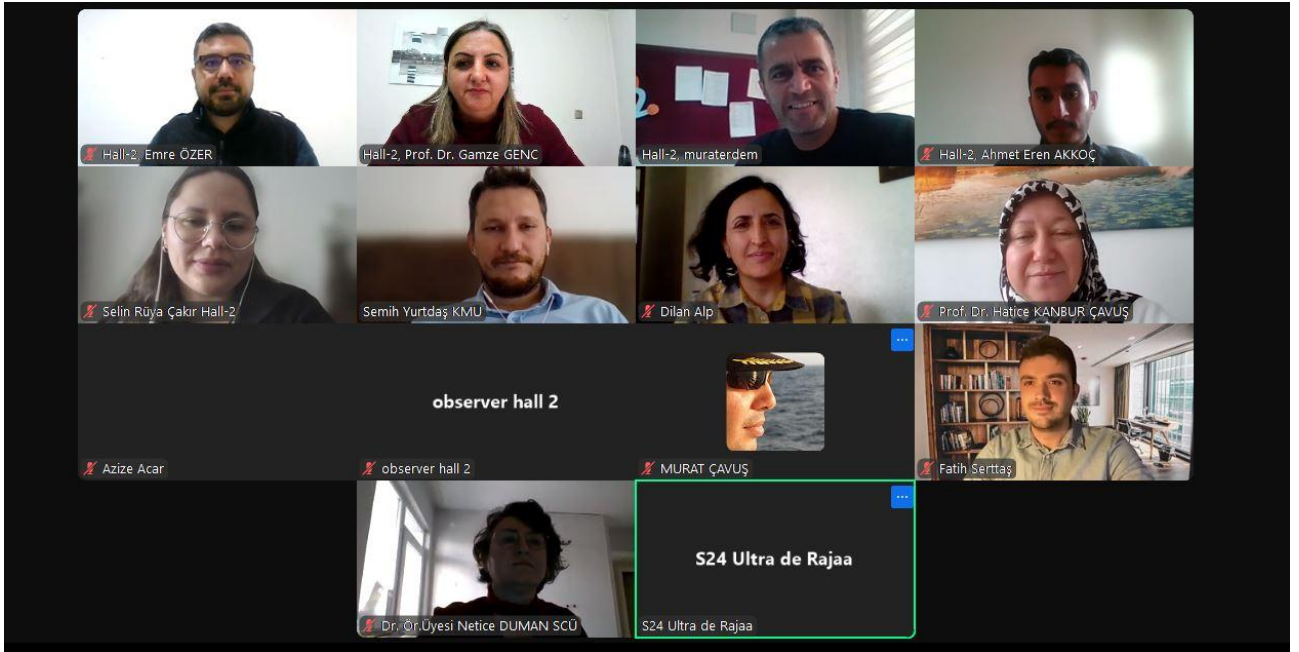 Hall-2, Emre ÖZER
Hall-2, Prof. Dr. Gamze GENC
Hall-2, muraterdem
Hall-2, Ahmet Eren AKKOÇ
Selin Rüya Çakır Hall-2
Semih Yurtdaş KMU
Dilan Alp
Prof. Dr. Hatice KANBUR ÇAVUŞ
Azize Acar
observer hall 2
observer hall 2
MURAT ÇAVUŞ
Fatih Serttaş
Dr. Ör.Üyesi Netice DUMAN SCÜ
S24 Ultra de Rajaa
S24 Ultra de Rajaa